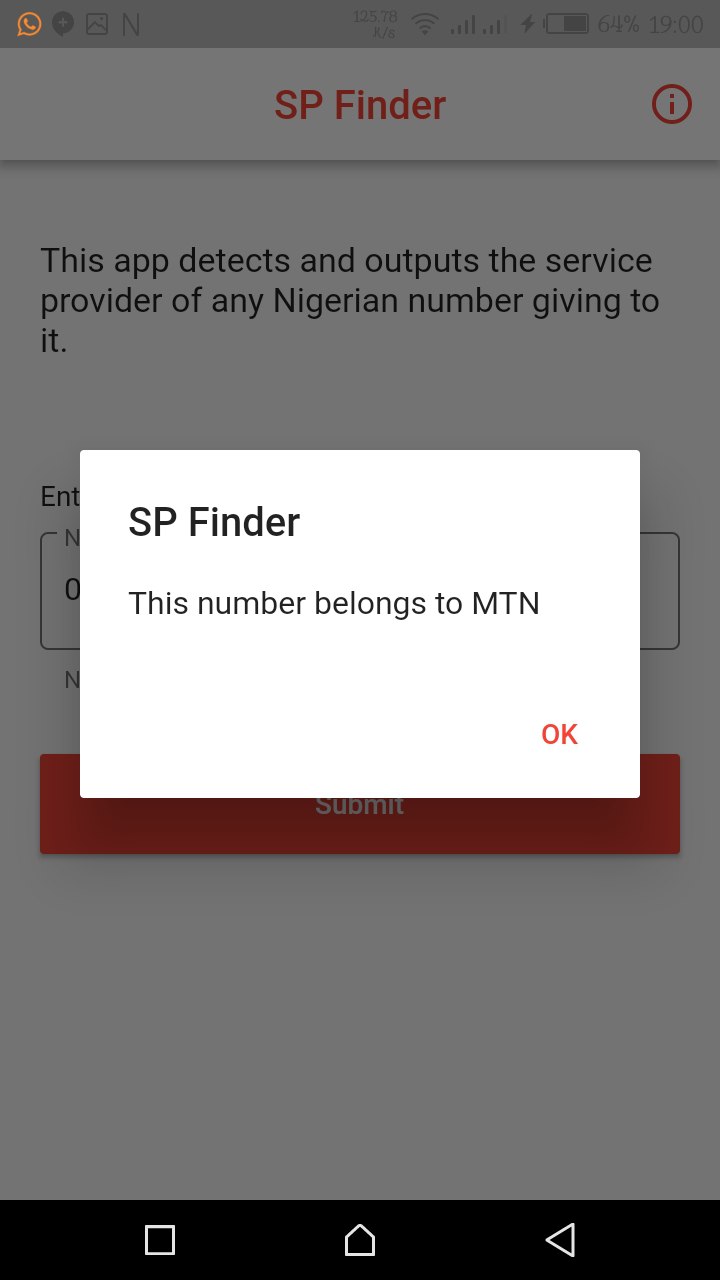 125.78
K/s
64% 19:00
SP Finder
This app detects and outputs the service
provider of any Nigerian number giving to
it.
Ent
N
0
SP Finder
This number belongs to MTN
N
OK
Submit